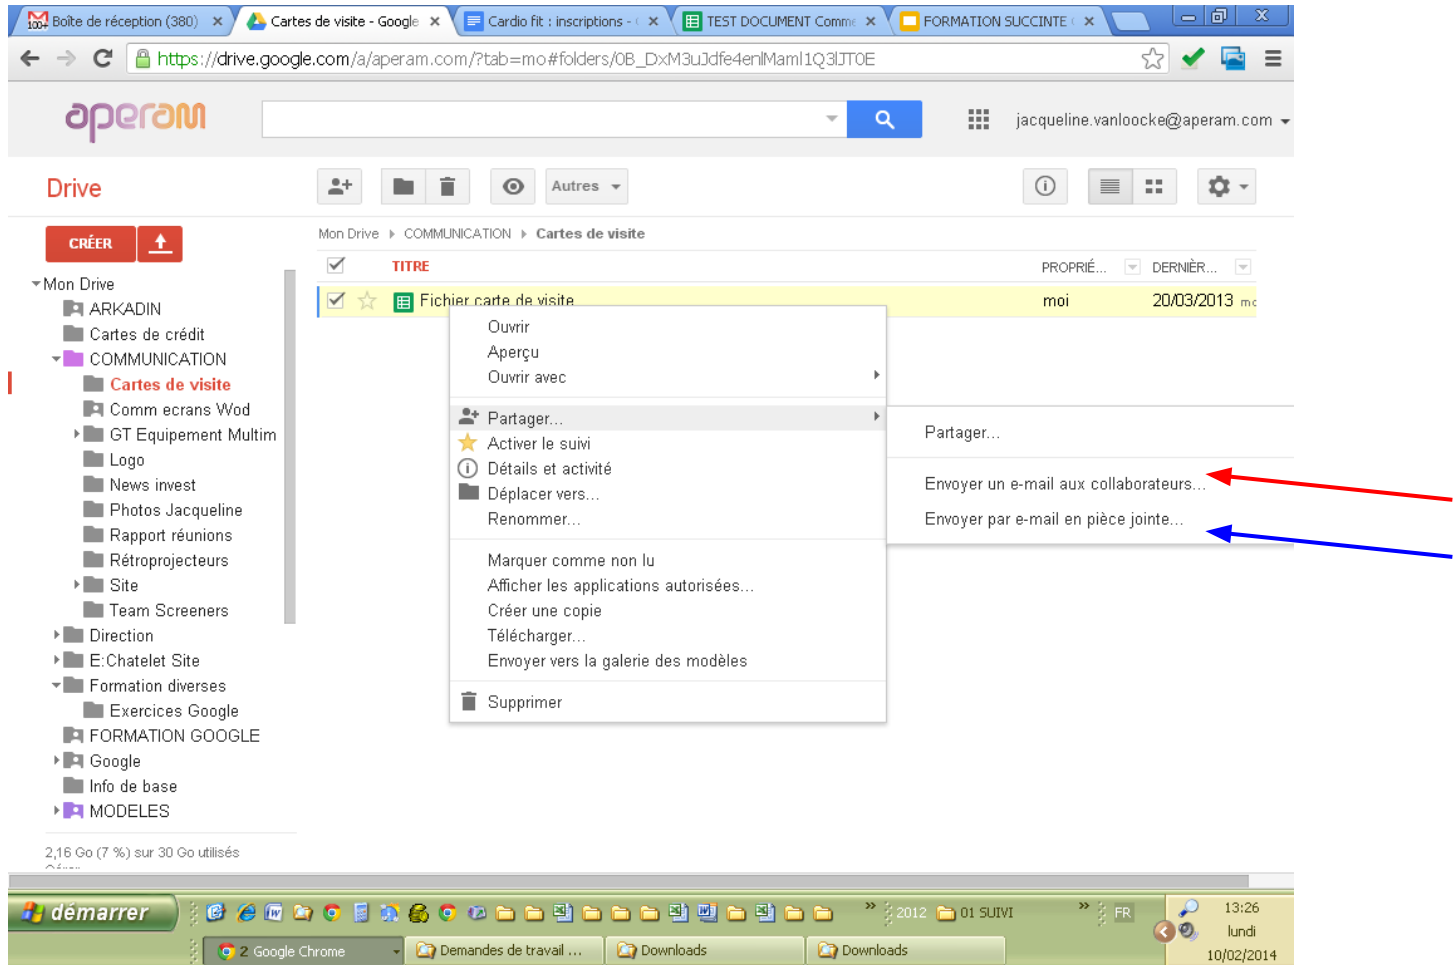 Boîte de réception (380)
Cartes de visite - Google
Cardio fit : inscriptions - (
TEST DOCUMENT Comme
FORMATION SUCCINTE
https://drive.google.com/a/aperam.com/?tab=mo#folders/0B_DxM3uJdfe4enlMaml1Q3lJT0E
aperam
jacqueline.vanloocke@aperam.com
Drive
Autres
CRÉER
Mon Drive COMMUNICATION Cartes de visite
TITRE
PROPRIÉ...
DERNIÈR...
Fichier carte de visite
moi
20/03/2013 mo
Mon Drive
ARKADIN
Cartes de crédit
COMMUNICATION
Cartes de visite
Comm ecrans Wod
GT Equipement Multim
Logo
News invest
Photos Jacqueline
Rapport réunions
Rétroprojecteurs
Site
Team Screeners
Direction
E:Chatelet Site
Formation diverses
Exercices Google
FORMATION GOOGLE
Google
Info de base
MODELES
2,16 Go (7 %) sur 30 Go utilisés
Ouvrir
Aperçu
Ouvrir avec
Partager...
Activer le suivi
Détails et activité
Déplacer vers...
Renommer...
Marquer comme non lu
Afficher les applications autorisées...
Créer une copie
Télécharger...
Envoyer vers la galerie des modèles
Supprimer
Partager...
Envoyer un e-mail aux collaborateurs...
Envoyer par e-mail en pièce jointe...
démarrer
2012
01 SUIVI
FR
13:26
lundi
10/02/2014
2 Google Chrome
Demandes de travail ...
Downloads
Downloads